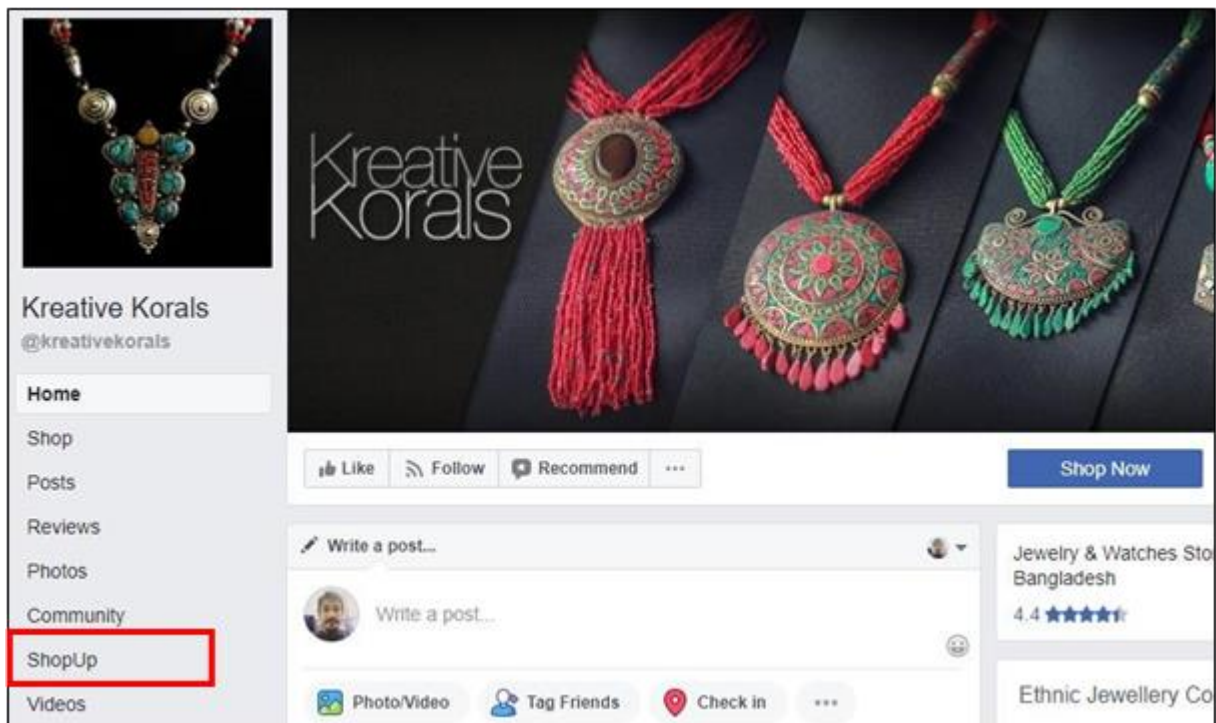 Kreative
Korals
Kreative Korals
@kreativekorals
Home
Shop
Posts
Reviews
Photos
Community
ShopUp
Videos
Like
Follow
Recommend
Shop Now
Write a post...
Write a post...
Photo/Video
Tag Friends
Check in
Jewelry & Watches Sto
Bangladesh
4.4
Ethnic Jewellery Co